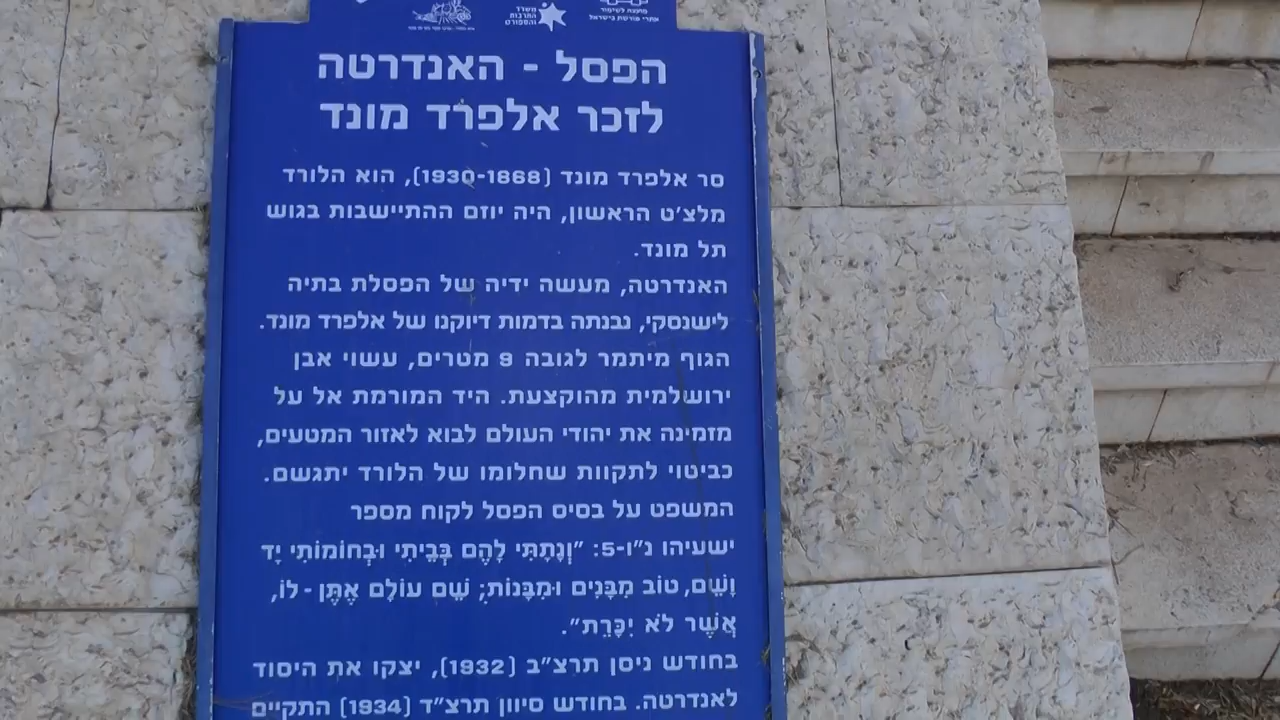 משרד התרבות והספורט
המועצה לשימור אתרי מורשת בישראל
הפסל - האנדרטה
לזכר אלפרד מונד
סר אלפרד מונד (1930-1868), הוא הלורד
מלצ'ט הראשון, היה יוזם ההתיישבות בגוש
תל מונד.
האנדרטה, מעשה ידיה של הפסלת בתיה
לישנסקי, נבנתה בדמות דיוקנו של אלפרד מונד.
הגוף מיתמר לגובה 9 מטרים, עשוי אבן
ירושלמית מהוקצעת. היד המורמת אל על
מזמינה את יהודי העולם לבוא לאזור המטעים,
כביטוי לתקוות שחלומו של הלורד יתגשם.
המשפט על בסיס הפסל לקוח מספר
ישעיהו נ"ו-5: "וְנָתַתִּי לָהֶם בְּבֵיתִי וּבְחוֹמוֹתַי יָד
וָשֵׁם, טוֹב מִבָּנִים וּמִבָּנוֹת; שֵׁם עוֹלָם אֶתֶּן - לוֹ,
אֲשֶׁר לֹא יִכָּרֵת".
בחודש ניסן תרצ"ב (1932), יצקו את היסוד
לאנדרטה. בחודש סיוון תרצ"ד (1934) התקיים